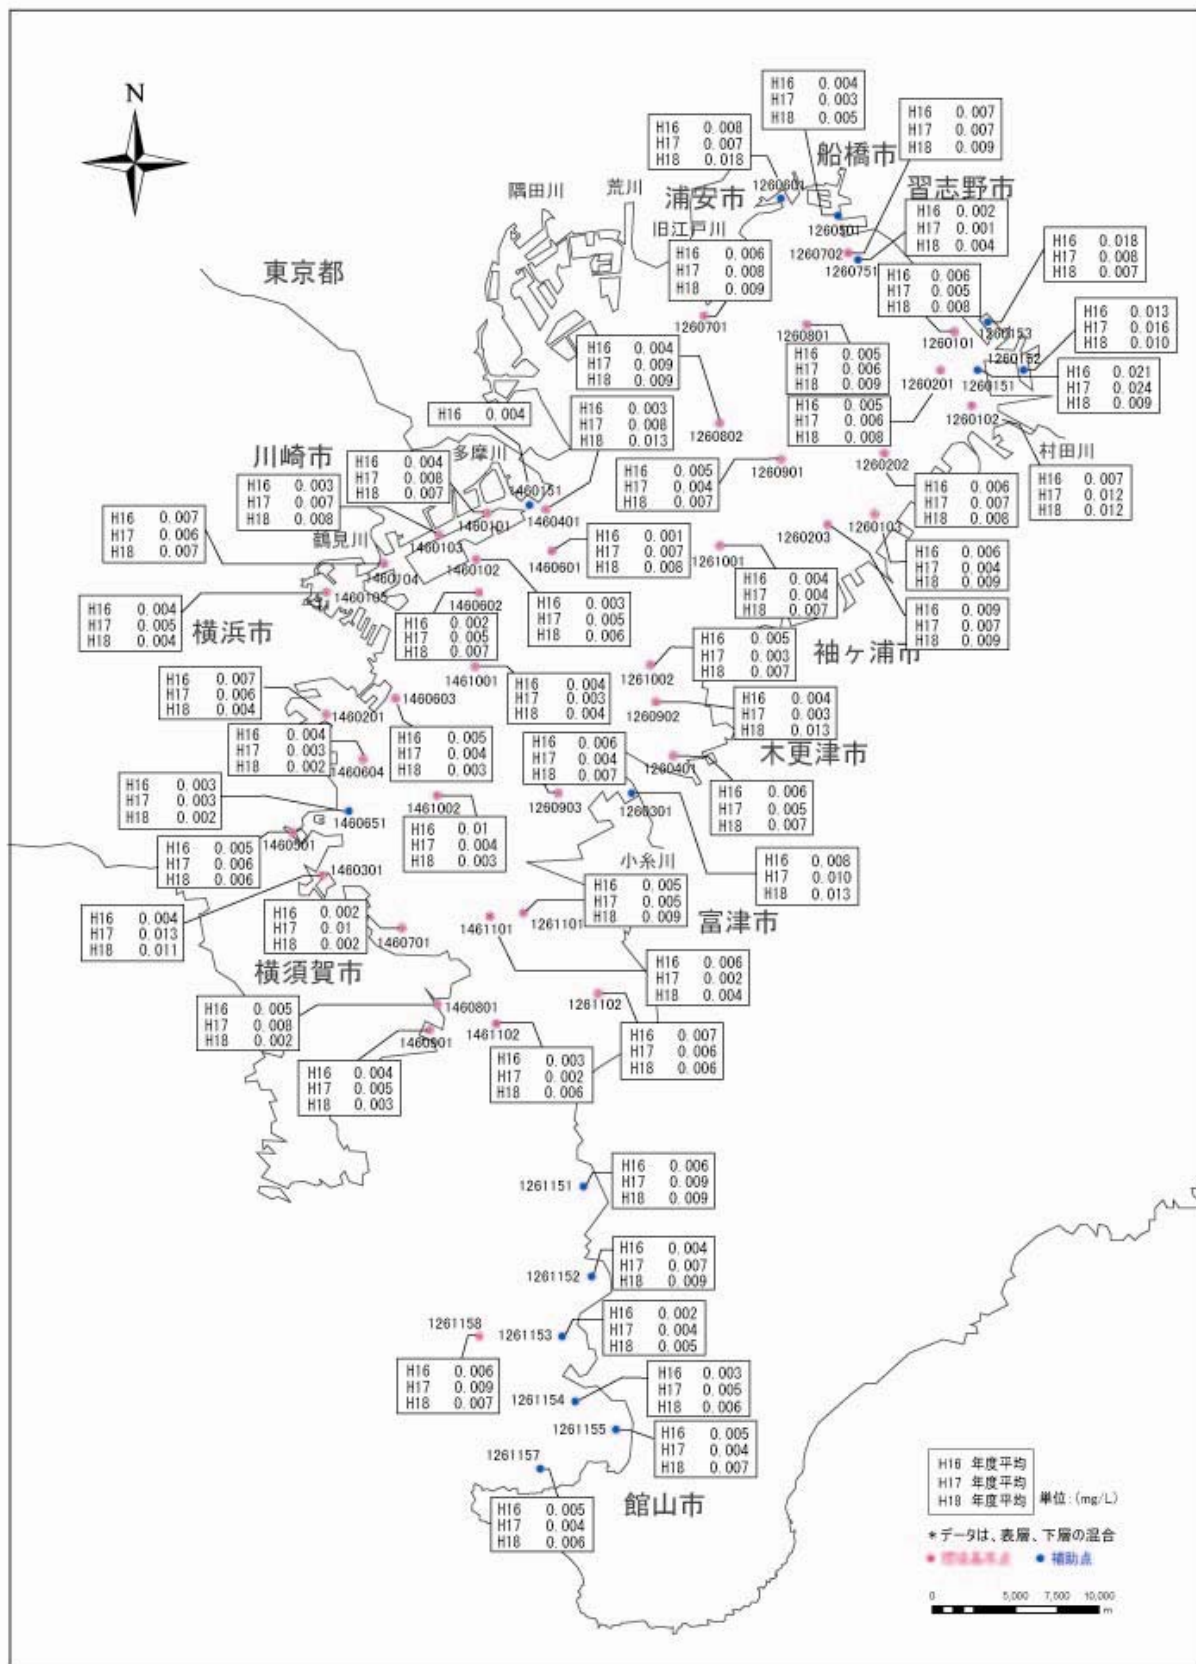 N
H16 0.004
H17 0.003
H18 0.005
H16 0.007
H17 0.007
H18 0.009
H16 0.008
H17 0.007
H18 0.018
船橋市
1260601
浦安市
習志野市
隅田川
荒川
旧江戸川
1260501
H16 0.002
H17 0.001
H18 0.004
H16 0.018
H17 0.008
H18 0.007
東京都
H16 0.006
H17 0.008
H18 0.009
1260702
1260751
H16 0.006
H17 0.005
H18 0.008
1260701
1260801
1260101
1260153
H16 0.013
H17 0.016
H18 0.010
H16 0.004
H17 0.009
H18 0.009
H16 0.005
H17 0.006
H18 0.009
1260152
1260201
1260151
H16 0.021
H17 0.024
H18 0.009
H16 0.004
H16 0.003
H17 0.008
H18 0.013
1260802
H16 0.005
H17 0.006
H18 0.008
1260102
川崎市
多摩川
H16 0.004
H17 0.008
H18 0.007
H16 0.005
H17 0.004
H18 0.007
1260901
1260202
村田川
H16 0.003
H17 0.007
H18 0.008
1460151
H16 0.006
H17 0.007
H18 0.008
H16 0.007
H17 0.012
H18 0.012
H16 0.007
H17 0.006
H18 0.007
鶴見川
1460101
1460401
1460103
1460102
1460104
1460601
H16 0.001
H17 0.007
H18 0.008
1261001
1260203
1260103
H16 0.006
H17 0.004
H18 0.009
H16 0.004
H17 0.005
H18 0.004
1460105
横浜市
1460602
H16 0.002
H17 0.005
H18 0.007
H16 0.003
H17 0.005
H18 0.006
H16 0.004
H17 0.004
H18 0.007
H16 0.009
H17 0.007
H18 0.009
H16 0.005
H17 0.003
H18 0.007
袖ヶ浦市
1461001
1261002
H16 0.007
H17 0.006
H18 0.004
H16 0.004
H17 0.003
H18 0.004
1460603
1260902
H16 0.004
H17 0.003
H18 0.013
1460201
H16 0.004
H17 0.003
H18 0.002
1460604
H16 0.005
H17 0.004
H18 0.003
H16 0.006
H17 0.004
H18 0.007
1260401
木更津市
H16 0.003
H17 0.003
H18 0.002
1460651
1461002
1260903
1260301
H16 0.006
H17 0.005
H18 0.007
H16 0.01
H17 0.004
H18 0.003
1460501
H16 0.005
H17 0.006
H18 0.006
小糸川
H16 0.008
H17 0.010
H18 0.013
1460301
H16 0.005
H17 0.005
H18 0.009
H16 0.004
H17 0.013
H18 0.011
H16 0.002
H17 0.01
H18 0.002
1460701
1461101
1261101
富津市
横須賀市
H16 0.006
H17 0.002
H18 0.004
1261102
H16 0.005
H17 0.008
H18 0.002
1460801
1460901
1461102
H16 0.007
H17 0.006
H18 0.006
H16 0.003
H17 0.002
H18 0.006
H16 0.004
H17 0.005
H18 0.003
1261151
H16 0.006
H17 0.009
H18 0.009
1261152
H16 0.004
H17 0.007
H18 0.009
1261158
1261153
H16 0.002
H17 0.004
H18 0.005
H16 0.006
H17 0.009
H18 0.007
1261154
H16 0.003
H17 0.005
H18 0.006
1261155
H16 0.005
H17 0.004
H18 0.007
1261157
H16 0.005
H17 0.004
H18 0.006
館山市
H16 年度平均
H17 年度平均
H18 年度平均
単位:(mg/L)
*データは、表層、下層の混合
環境基準点 補助点
0 5,000 7,500 10,000
m